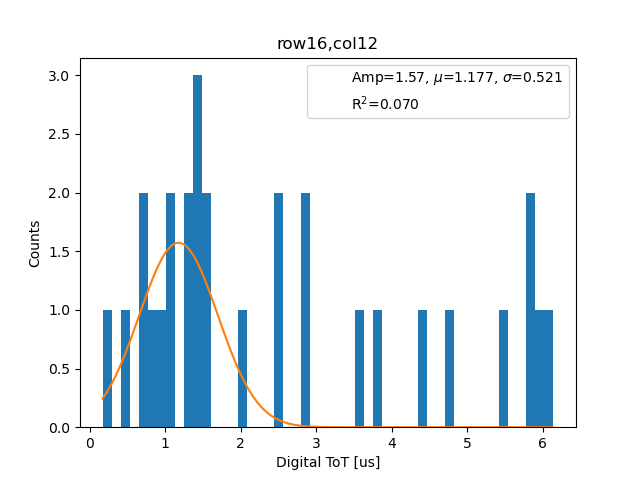 row16,col12
Amp=1.57, μ=1.177, σ=0.521
R²=0.070
3.0
2.5
2.0
1.5
1.0
0.5
0.0
Counts
0 1 2 3 4 5 6
Digital ToT [us]